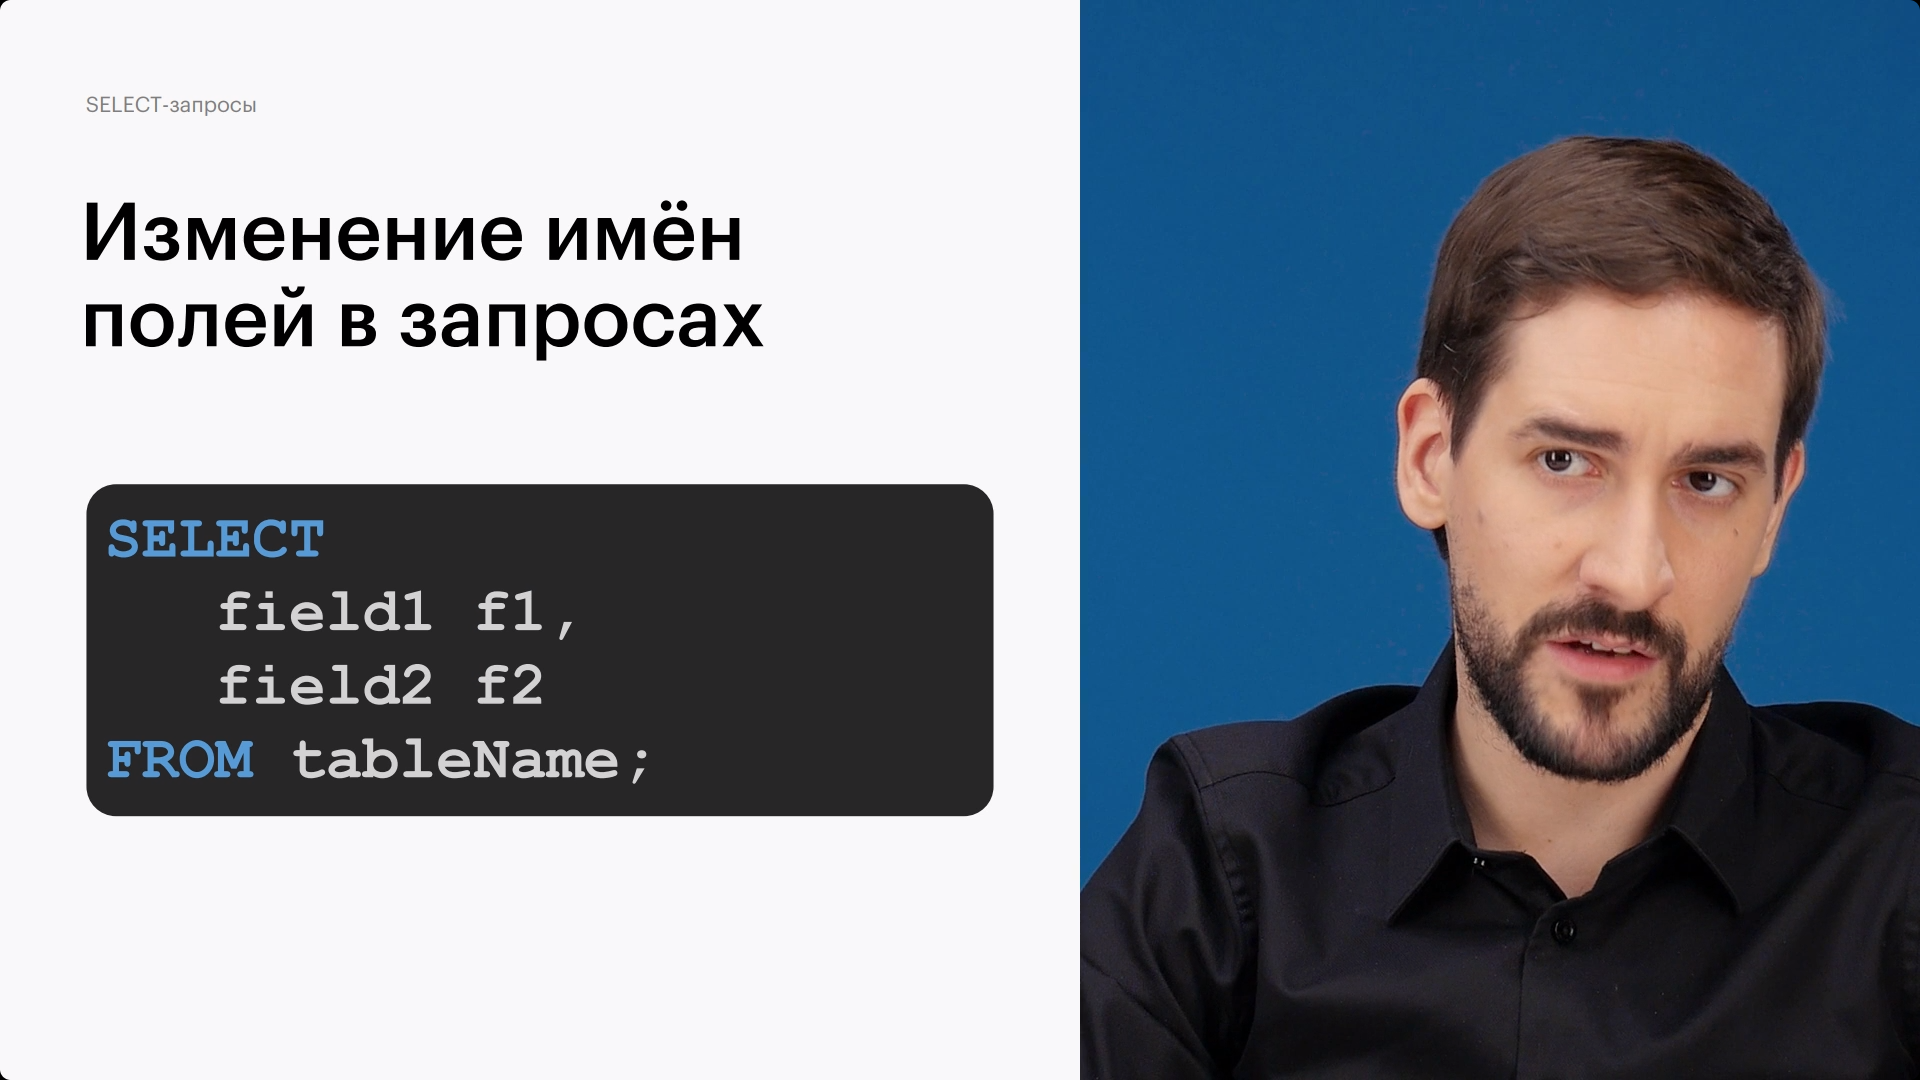 SELECT-запросы
Изменение имён
полей в запросах
SELECT
field1 f1,
field2 f2
FROM tableName;